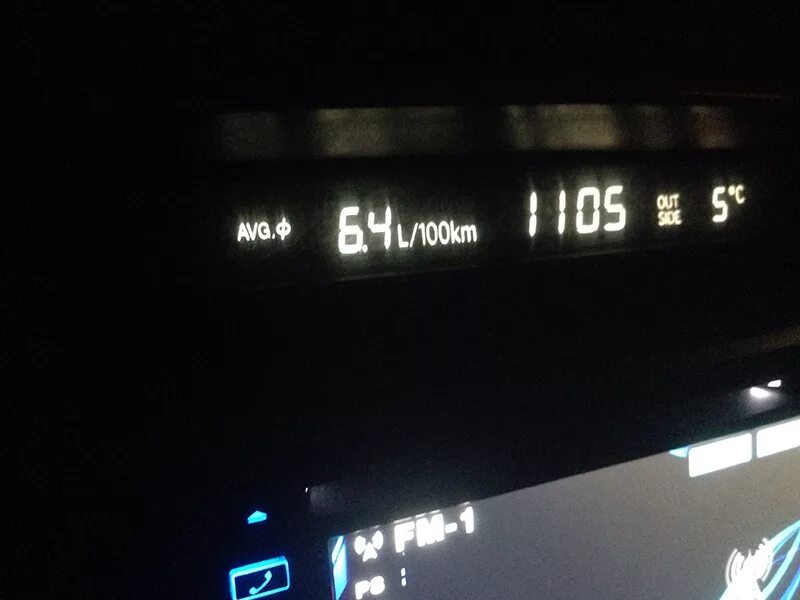 AVG.ϕ 6.4 L/100km 1105 OUT SIDE 5°C
FM-1
PS :